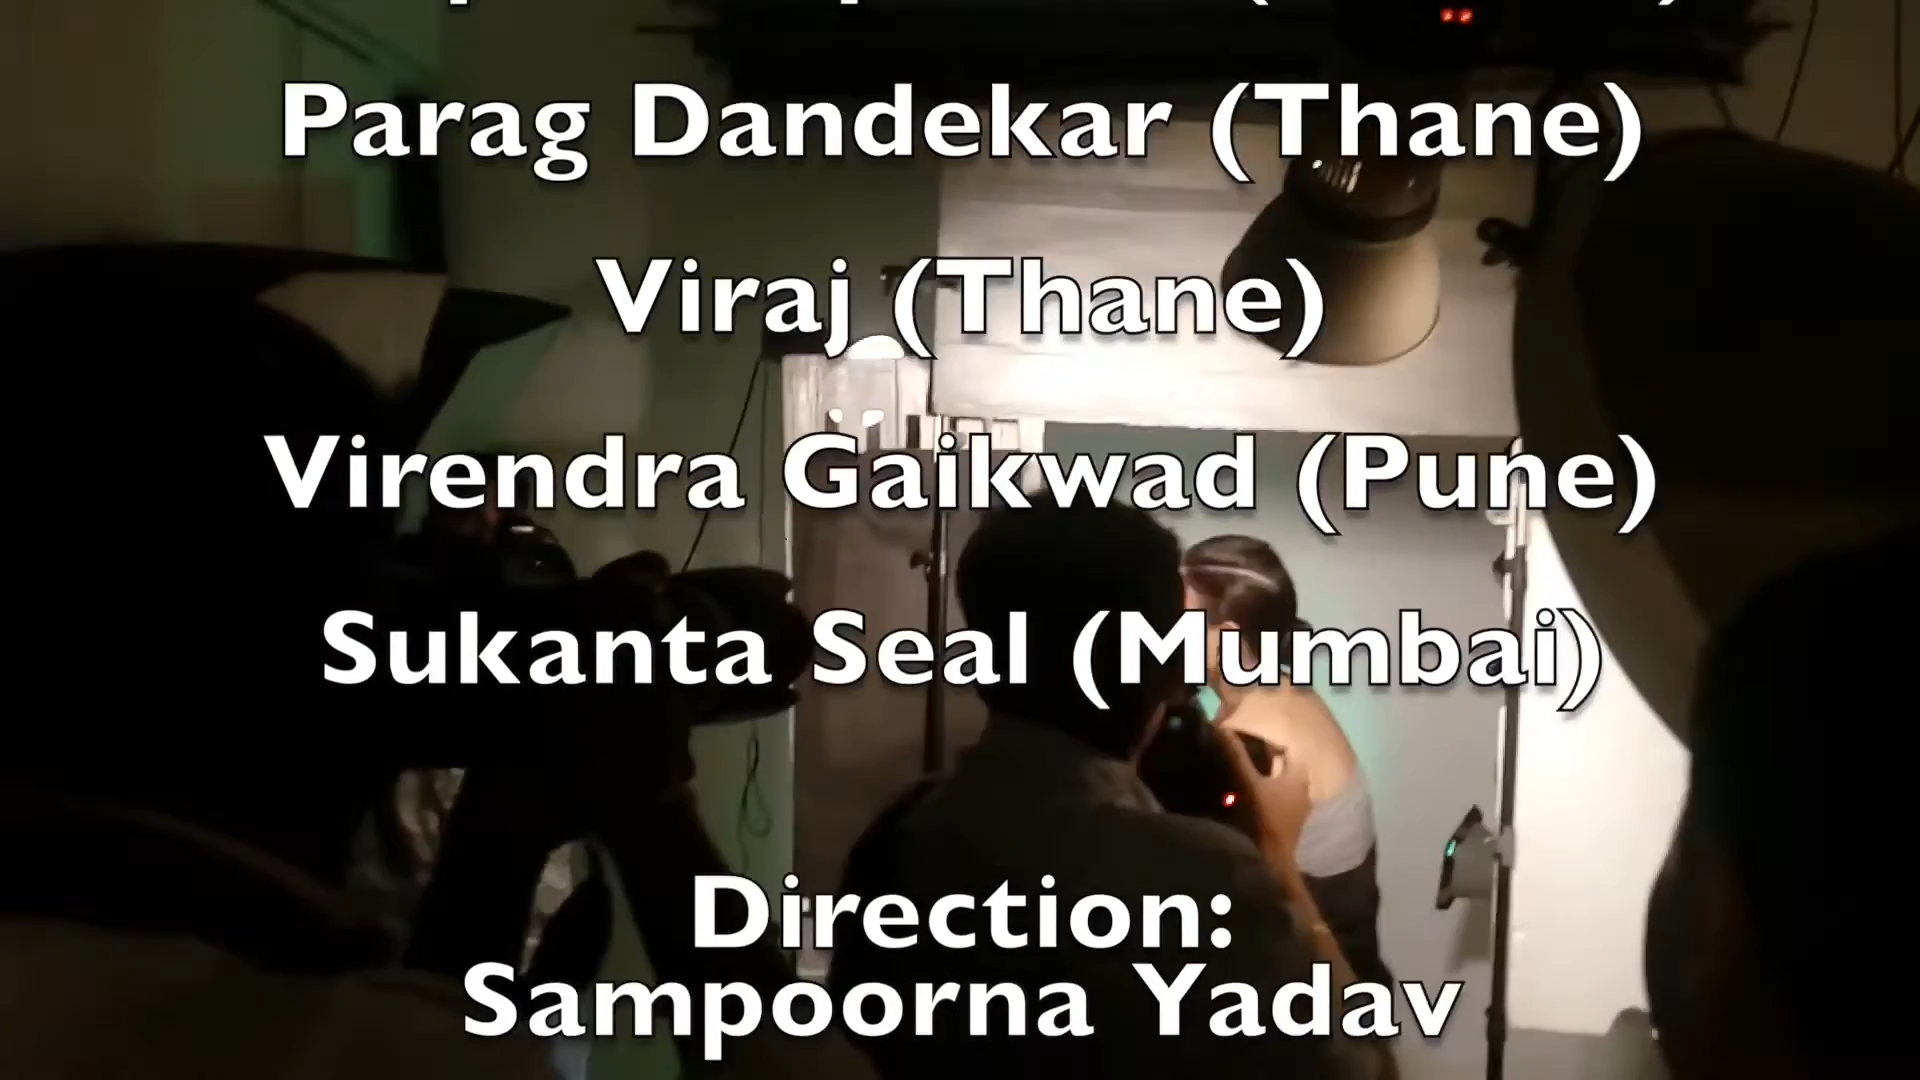 Parag Dandekar (Thane)
Viraj (Thane)
Virendra Gaikwad (Pune)
Sukanta Seal (Mumbai)
Direction:
Sampoorna Yadav